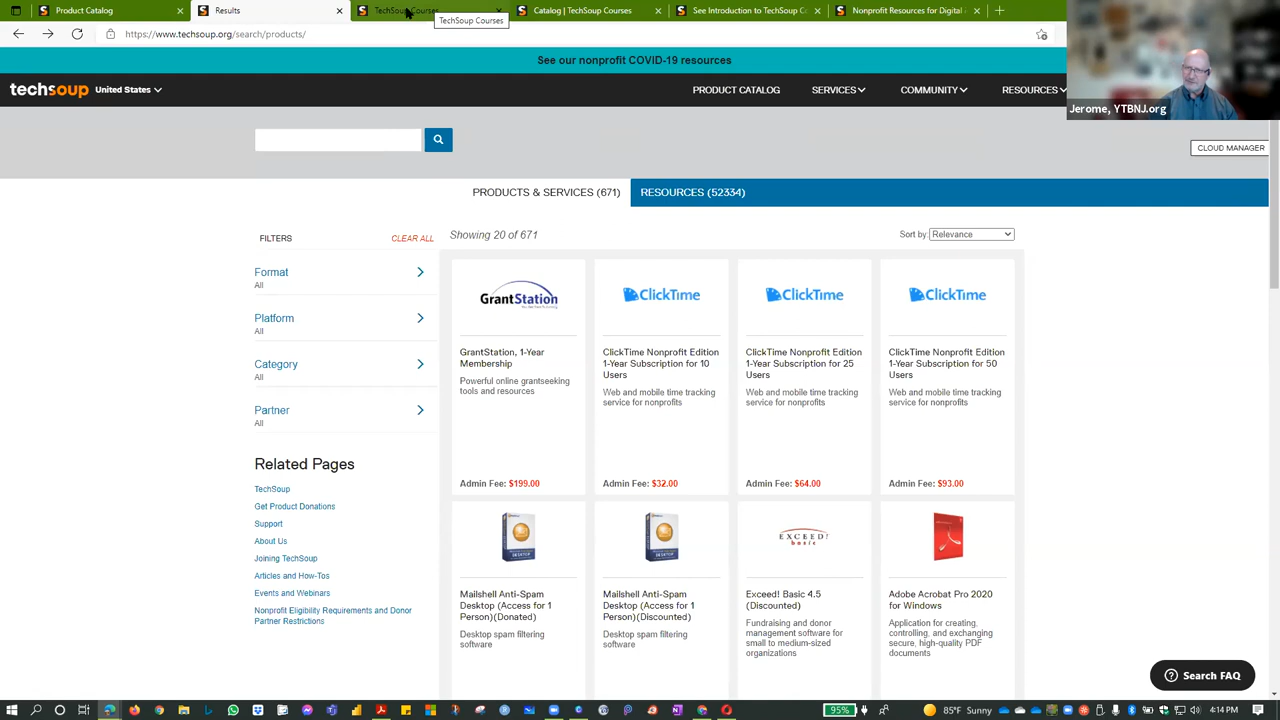 Product Catalog
Results
TechSoup Courses
Catalog | TechSoup Courses
See Introduction to TechSoup Co
Nonprofit Resources for Digital
TechSoup Courses
https://www.techsoup.org/search/products/
See our nonprofit COVID-19 resources
techsoup United States
PRODUCT CATALOG SERVICES COMMUNITY RESOURCES
Jerome, YTBNJ.org
CLOUD MANAGER
PRODUCTS & SERVICES (671) RESOURCES (52334)
FILTERS CLEAR ALL
Showing 20 of 671
Sort by: Relevance
Format
All
Platform
All
Category
All
Partner
All
Related Pages
TechSoup
Get Product Donations
Support
About Us
Joining TechSoup
Articles and How-Tos
Events and Webinars
Nonprofit Eligibility Requirements and Donor
Partner Restrictions
GrantStation
GrantStation, 1-Year
Membership
Powerful online grantseeking
tools and resources
Admin Fee: $199.00
ClickTime
ClickTime Nonprofit Edition
1-Year Subscription for 10
Users
Web and mobile time tracking
service for nonprofits
Admin Fee: $32.00
ClickTime
ClickTime Nonprofit Edition
1-Year Subscription for 25
Users
Web and mobile time tracking
service for nonprofits
Admin Fee: $64.00
ClickTime
ClickTime Nonprofit Edition
1-Year Subscription for 50
Users
Web and mobile time tracking
service for nonprofits
Admin Fee: $93.00
Mailshell Anti-Spam
Desktop (Access for 1
Person)(Donated)
Desktop spam filtering
software
Mailshell Anti-Spam
Desktop (Access for 1
Person)(Discounted)
Desktop spam filtering
software
EXCEED!
basic
Exceed! Basic 4.5
(Discounted)
Fundraising and donor
management software for
small to medium-sized
organizations
Adobe Acrobat Pro 2020
for Windows
Application for creating,
controlling, and exchanging
secure, high-quality PDF
documents
Search FAQ
95%
85°F Sunny
4:14 PM